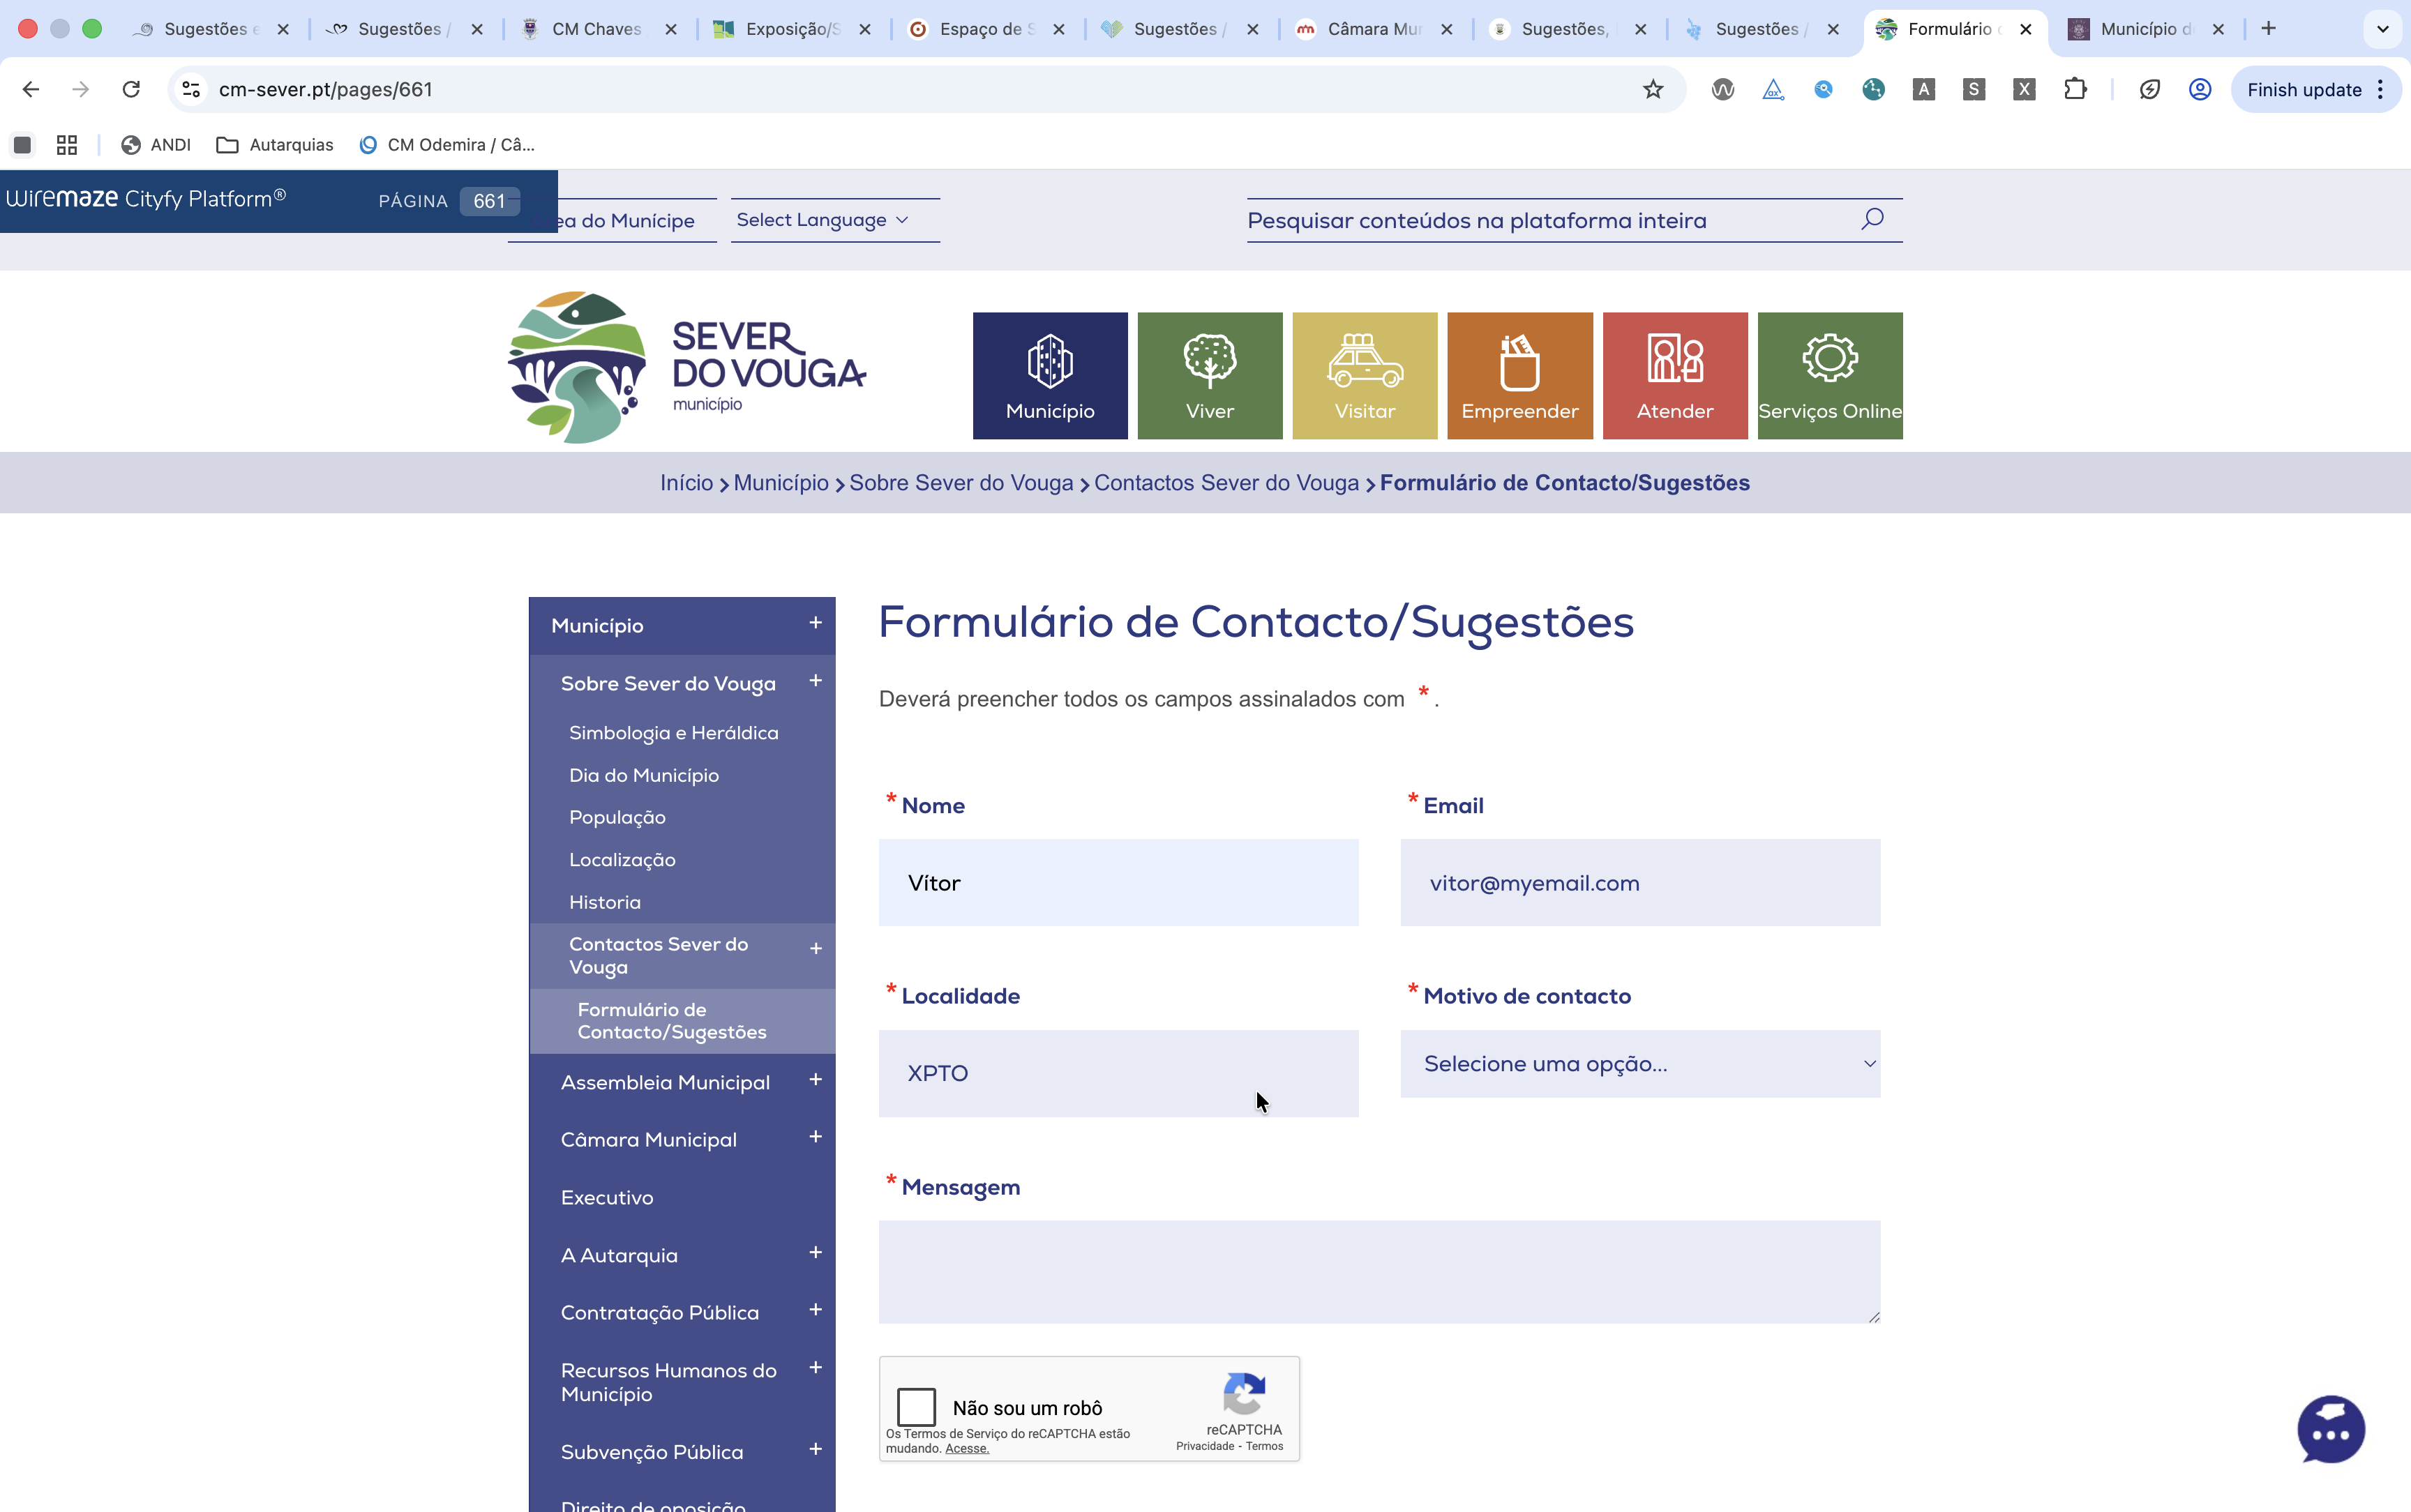 Sugestões e
Sugestões /
CM Chaves
Exposição/S
Espaço de S
Sugestões /
Câmara Mun
Sugestões,
Sugestões /
Formulário c
Município d
cm-sever.pt/pages/661
Finish update
ANDI
Autarquias
CM Odemira / Câ...
wiremaze Cityfy Platform®
PÁGINA 661
ea do Munícipe
Select Language
Pesquisar conteúdos na plataforma inteira
SEVER
DO VOUGA
município
Município
Viver
Visitar
Empreender
Atender
Serviços Online
Início > Município > Sobre Sever do Vouga > Contactos Sever do Vouga > Formulário de Contacto/Sugestões
Município +
Sobre Sever do Vouga +
Simbologia e Heráldica
Dia do Município
População
Localização
Historia
Contactos Sever do +
Vouga
Formulário de
Contacto/Sugestões
Assembleia Municipal +
Câmara Municipal +
Executivo
A Autarquia +
Contratação Pública +
Recursos Humanos do +
Município
Subvenção Pública +
Direito de oposição
Formulário de Contacto/Sugestões
Deverá preencher todos os campos assinalados com * .
* Nome
Vítor
* Email
vitor@myemail.com
* Localidade
XPTO
* Motivo de contacto
Selecione uma opção...
* Mensagem
Não sou um robô
Os Termos de Serviço do reCAPTCHA estão
mudando. Acesse.
reCAPTCHA
Privacidade - Termos